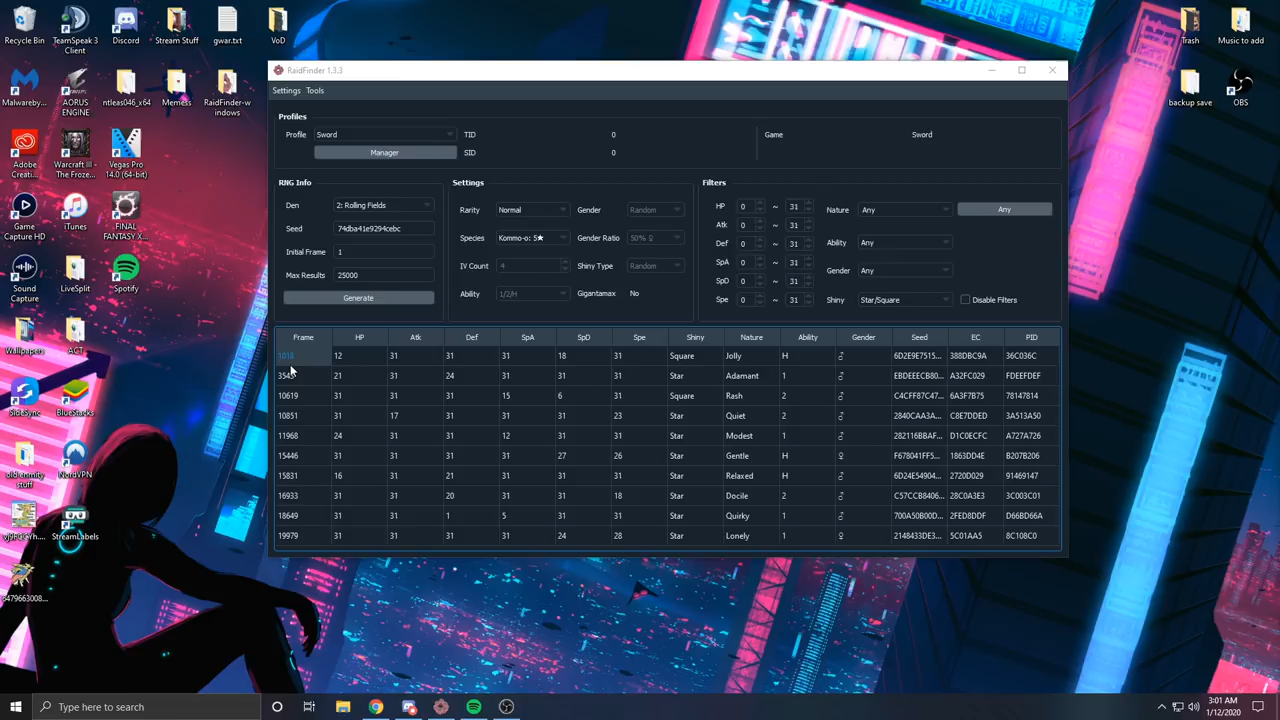 Recycle Bin
TeamSpeak 3
Client
Discord
Stream Stuff
gwar.txt
VoD
Trash
Music to add
Malwareby...
AORUS
ENGINE
ntleas046_x64
Memess
RaidFinder-w
indows
backup save
OBS
Adobe
Creati...
Warcraft III -
The Froze...
Vegas Pro
14.0 (64-bit)
Game
Capture HD
iTunes
FINAL
FANTASY X...
Sound
Capture
LiveSplit
Spotify
Wallpapers
ACT
SideSync
BlueStacks
old enmity
stuff
NordVPN
StreamLabels
8479663008...
RaidFinder 1.3.3
Settings Tools
Profiles
Profile Sword TID 0 Game Sword
Manager SID 0
RNG Info Settings Filters
Den 2: Rolling Fields
Seed 74dba41e9294cebc
Initial Frame 1
Max Results 25000
Generate
Rarity Normal Gender Random
Species Kommo-o: 5★ Gender Ratio 50% ♀
IV Count 4 Shiny Type Random
Ability 1/2/H Gigantamax No
HP 0 ~ 31
Atk 0 ~ 31
Def 0 ~ 31
SpA 0 ~ 31
SpD 0 ~ 31
Spe 0 ~ 31
Nature Any Any
Ability Any
Gender Any
Shiny Star/Square Disable Filters
Frame HP Atk Def SpA SpD Spe Shiny Nature Ability Gender Seed EC PID
1018 12 31 31 31 18 31 Square Jolly H ♂ 6D2E9E7515... 388DBC9A 36C036C
21 31 24 31 31 31 Star Adamant 1 ♂ EBDEEECB80... A32FC029 FDEEFDEF
10619 31 31 31 15 6 31 Square Rash 2 ♂ C4CFF87C47... 6A3F7B75 78147814
10851 31 17 31 31 31 23 Star Quiet 2 ♂ 2840CAA3A... C8E7DDED 3A513A50
11968 24 31 31 12 31 31 Star Modest 1 ♂ 282116BBAF... D1C0ECFC A727A726
15446 31 31 31 31 27 26 Star Gentle H ♀ F678041FF5... 1863DD4E B207B206
15831 16 31 21 31 31 31 Star Relaxed H ♂ 6D24E54904... 2720D029 91469147
16933 31 31 20 31 31 18 Star Docile 2 ♂ C57CCB8406... 28C0A3E3 3C003C01
18649 31 31 1 5 31 31 Star Quirky 1 ♂ 700A50B00D... 2FED8DDF D66BD66A
19979 31 31 31 31 24 28 Star Lonely 1 ♀ 2148433DE3... 5C01AA5 8C108C0
Type here to search
3:01 AM
1/12/2020